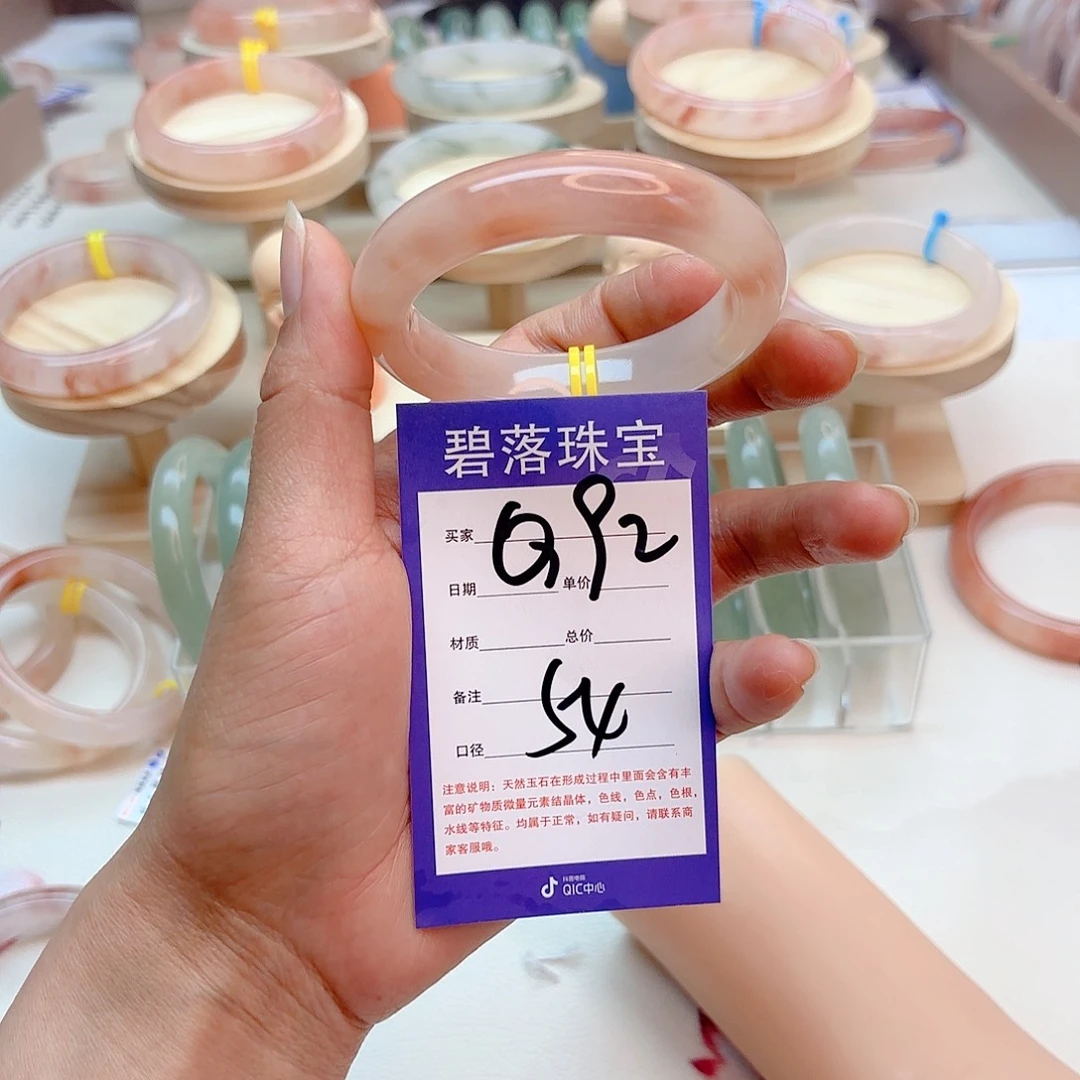 碧落珠宝
买家 Q92
日期 单价
材质 总价
备注
口径 54
注意说明：天然玉石在形成过程中里面会含有丰
富的矿物质微量元素结晶体，色线，色点，色根，
水线等特征。均属于正常，如有疑问，请联系商
家客服哦。
抖音电商
QIC中心